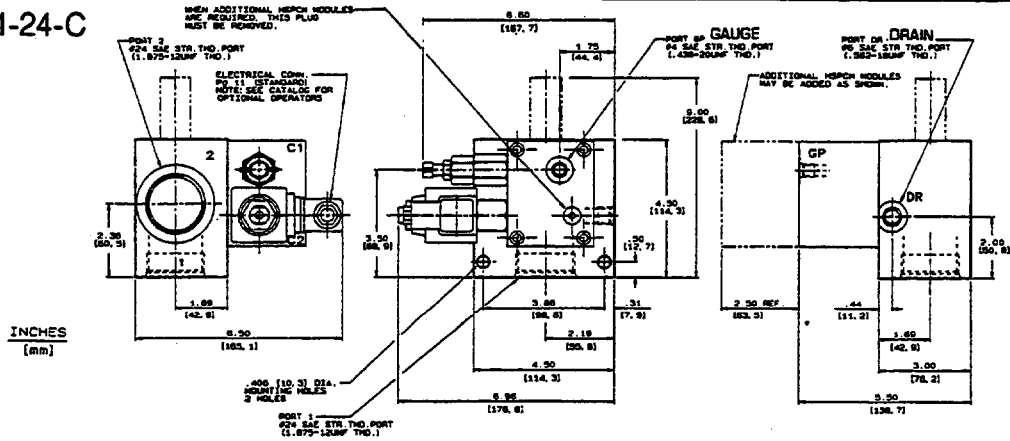 -24-C
WHEN ADDITIONAL HSPCH MODULES
ARE REQUIRED, THIS PLUG
MUST BE REMOVED.
PORT 2
#24 SAE STR.THD.PORT
(1.875-12UNF THD.)
ELECTRICAL CONN.
PG 11 (STANDARD)
NOTE: SEE CATALOG FOR
OPTIONAL OPERATORS
2
C1
C2
1
2.38
[60,5]
1.69
[42,8]
6.50
[165,1]
INCHES
[mm]
6.60
[167,7]
1.75
[44,4]
PORT GP GAUGE
#4 SAE STR.THD.PORT
(.438-20UNF THD.)
9.00
[228,6]
4.50
[114,3]
3.50
[88,9]
.50
[12,7]
3.88
[98,6]
.31
[7,9]
2.19
[55,6]
4.50
[114,3]
6.96
[176,8]
.406 [10,3] DIA.
MOUNTING HOLES
2 HOLES
PORT 1
#24 SAE STR.THD.PORT
(1.875-12UNF THD.)
PORT DR DRAIN
#6 SAE STR.THD.PORT
(.562-18UNF THD.)
ADDITIONAL HSPCH MODULES
MAY BE ADDED AS SHOWN.
GP
DR
2.00
[50,8]
2.50 REF.
[63,5]
.44
[11,2]
1.69
[42,9]
3.00
[76,2]
5.50
[139,7]